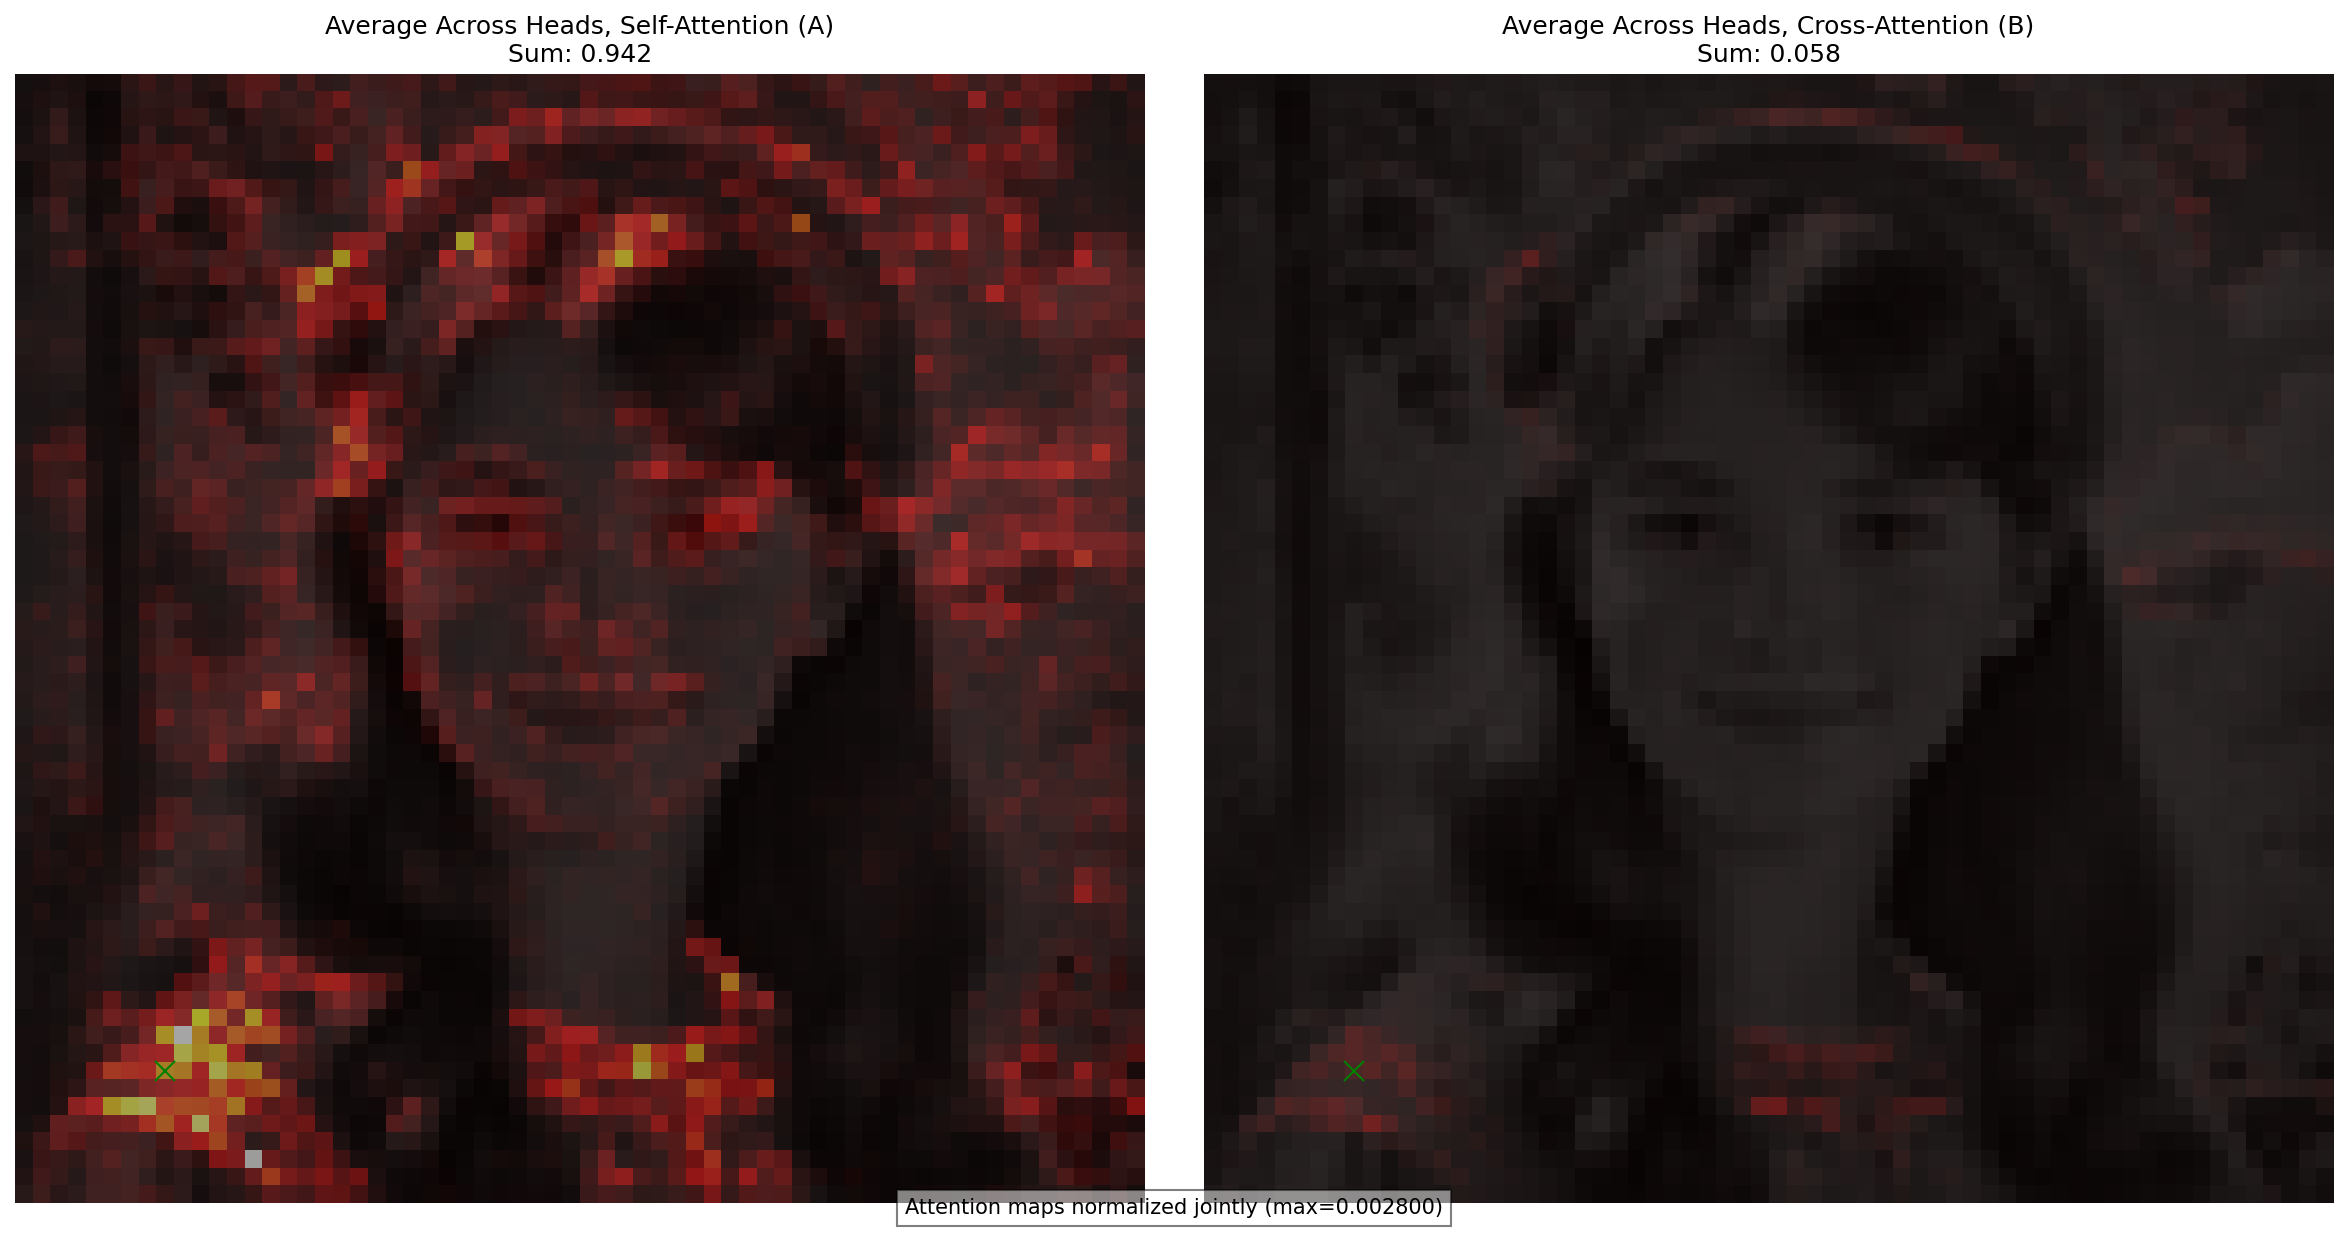 Average Across Heads, Self-Attention (A)
Sum: 0.942
Average Across Heads, Cross-Attention (B)
Sum: 0.058
Attention maps normalized jointly (max=0.002800)